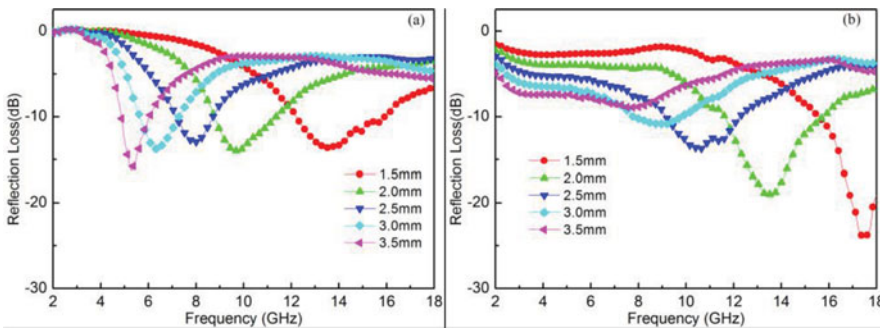 (a)
Reflection Loss(dB)
0
-10
-20
-30
1.5mm
2.0mm
2.5mm
3.0mm
3.5mm
2 4 6 8 10 12 14 16 18
Frequency (GHz)
(b)
Reflection Loss(dB)
0
-10
-20
-30
1.5mm
2.0mm
2.5mm
3.0mm
3.5mm
2 4 6 8 10 12 14 16 18
Frequency (GHz)